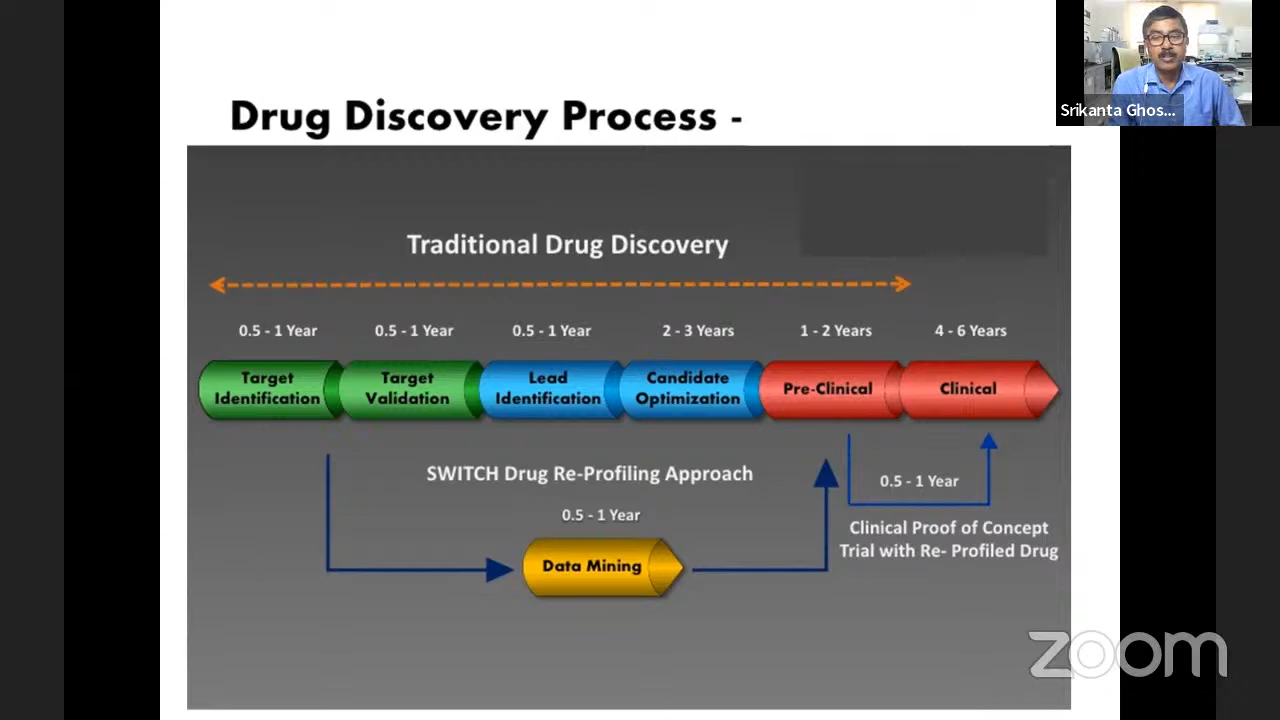 Srikanta Ghos...
Drug Discovery Process -
Traditional Drug Discovery
0.5 - 1 Year
0.5 - 1 Year
0.5 - 1 Year
2 - 3 Years
1 - 2 Years
4 - 6 Years
Target
Identification
Target
Validation
Lead
Identification
Candidate
Optimization
Pre-Clinical
Clinical
SWITCH Drug Re-Profiling Approach
0.5 - 1 Year
Data Mining
0.5 - 1 Year
Clinical Proof of Concept
Trial with Re- Profiled Drug
zoom